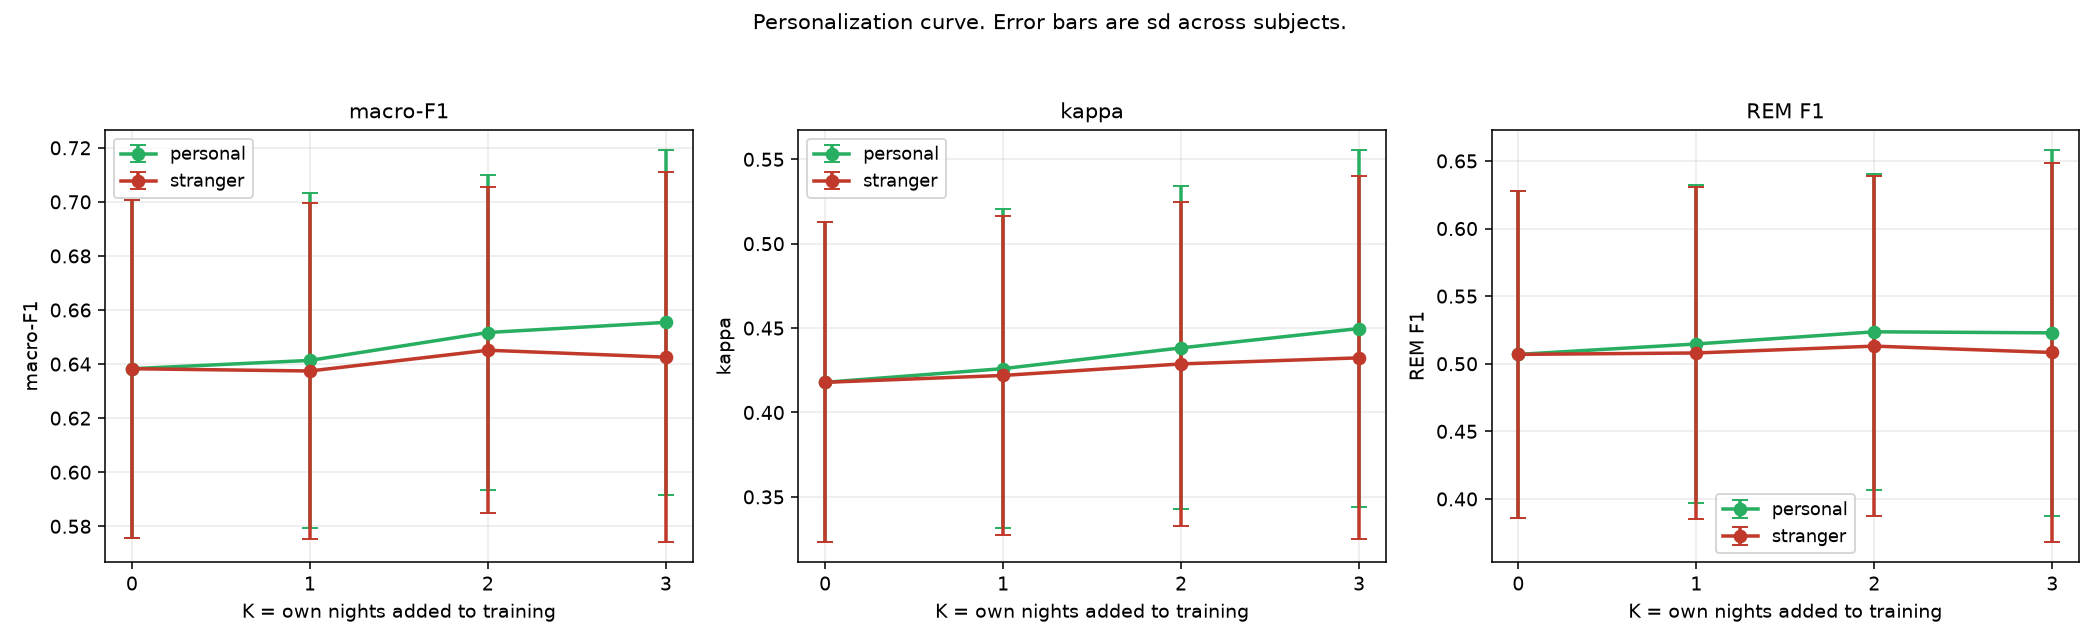 Personalization curve. Error bars are sd across subjects.
macro-F1
0.72
0.70
0.68
0.66
0.64
0.62
0.60
0.58
macro-F1
personal
stranger
0
1
2
3
K = own nights added to training
kappa
0.55
0.50
0.45
0.40
0.35
kappa
personal
stranger
0
1
2
3
K = own nights added to training
REM F1
0.65
0.60
0.55
0.50
0.45
0.40
REM F1
personal
stranger
0
1
2
3
K = own nights added to training